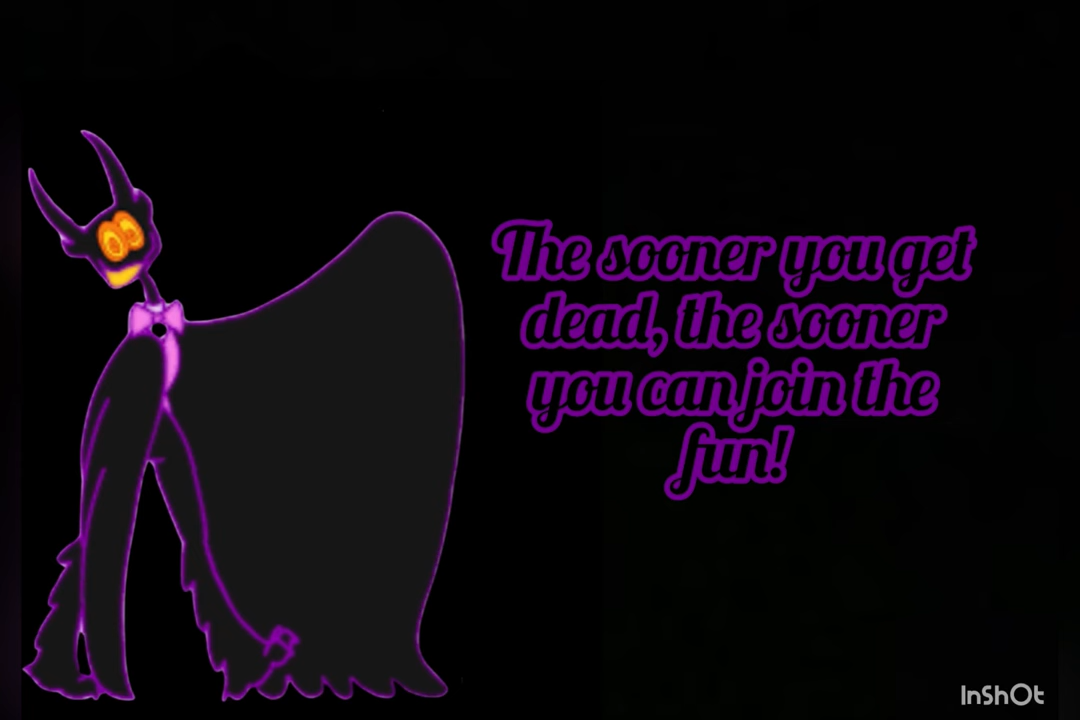 The sooner you get
dead, the sooner
you can join the
fun!
InShOt